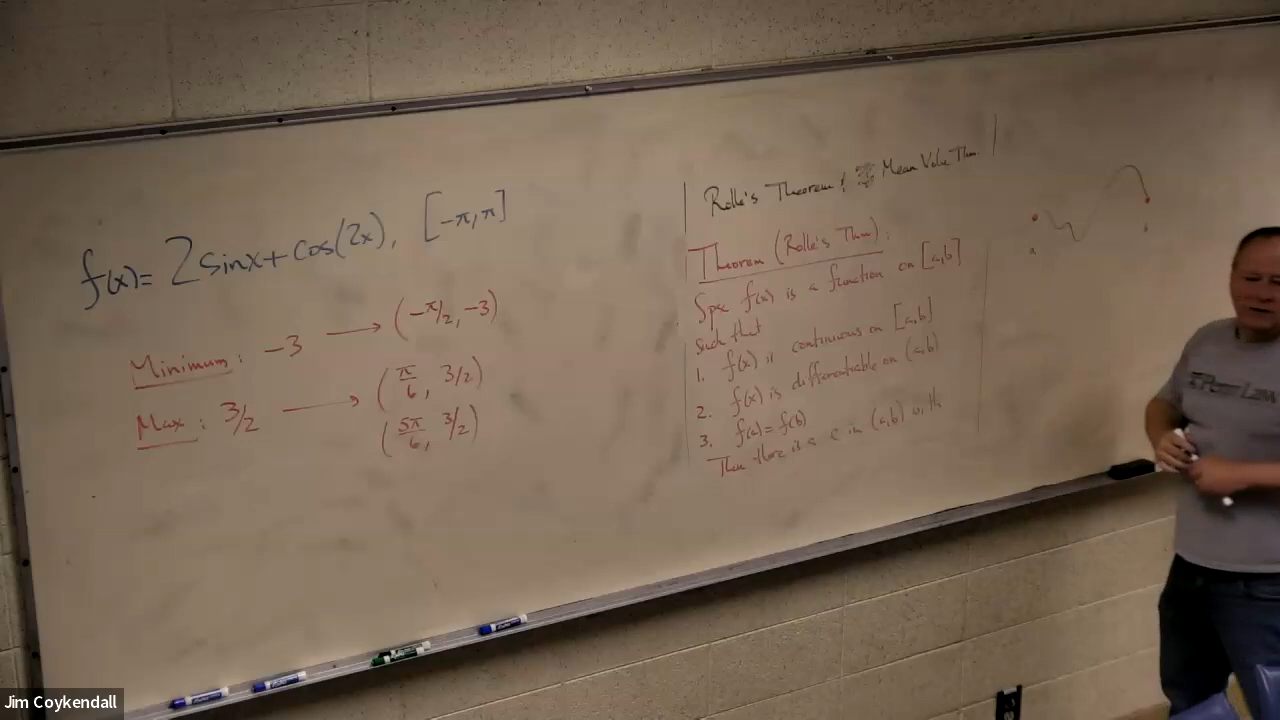 f(x) = 2 sinx + cos(2x), [-π, π]
Minimum: -3 → (-π/2, -3)
Max: 3/2 → (π/6, 3/2)
(5π/6, 3/2)
Rolle's Theorem & Mean Value Thm.
Theorem (Rolle's Thm):
Spse f(x) is a function on [a,b]
such that
1. f(x) is continuous on [a,b]
2. f(x) is differentiable on (a,b)
3. f(a) = f(b)
Then there is a c in (a,b) with
Jim Coykendall